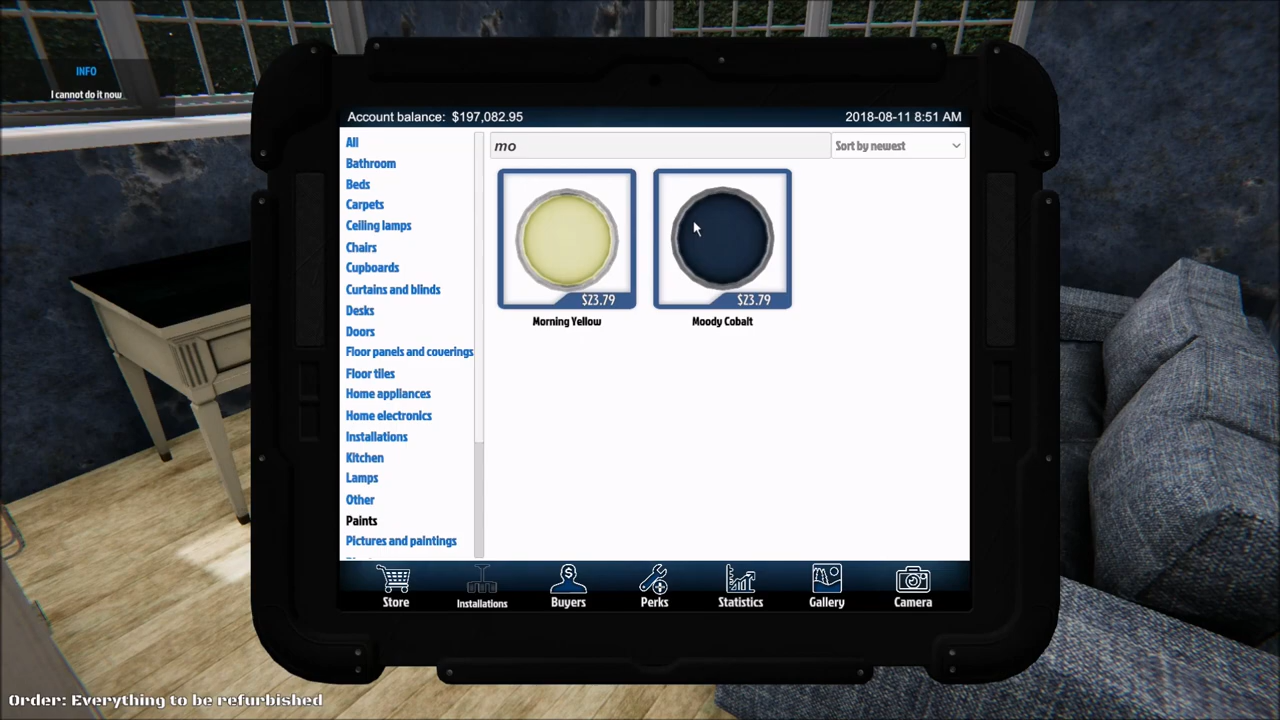 INFO
I cannot do it now
Account balance: $197,082.95
2018-08-11 8:51 AM
All
Bathroom
Beds
Carpets
Ceiling lamps
Chairs
Cupboards
Curtains and blinds
Desks
Doors
Floor panels and coverings
Floor tiles
Home appliances
Home electronics
Installations
Kitchen
Lamps
Other
Paints
Pictures and paintings
mo
Sort by newest
$23.79
Morning Yellow
$23.79
Moody Cobalt
Store
Installations
Buyers
Perks
Statistics
Gallery
Camera
Order: Everything to be refurbished